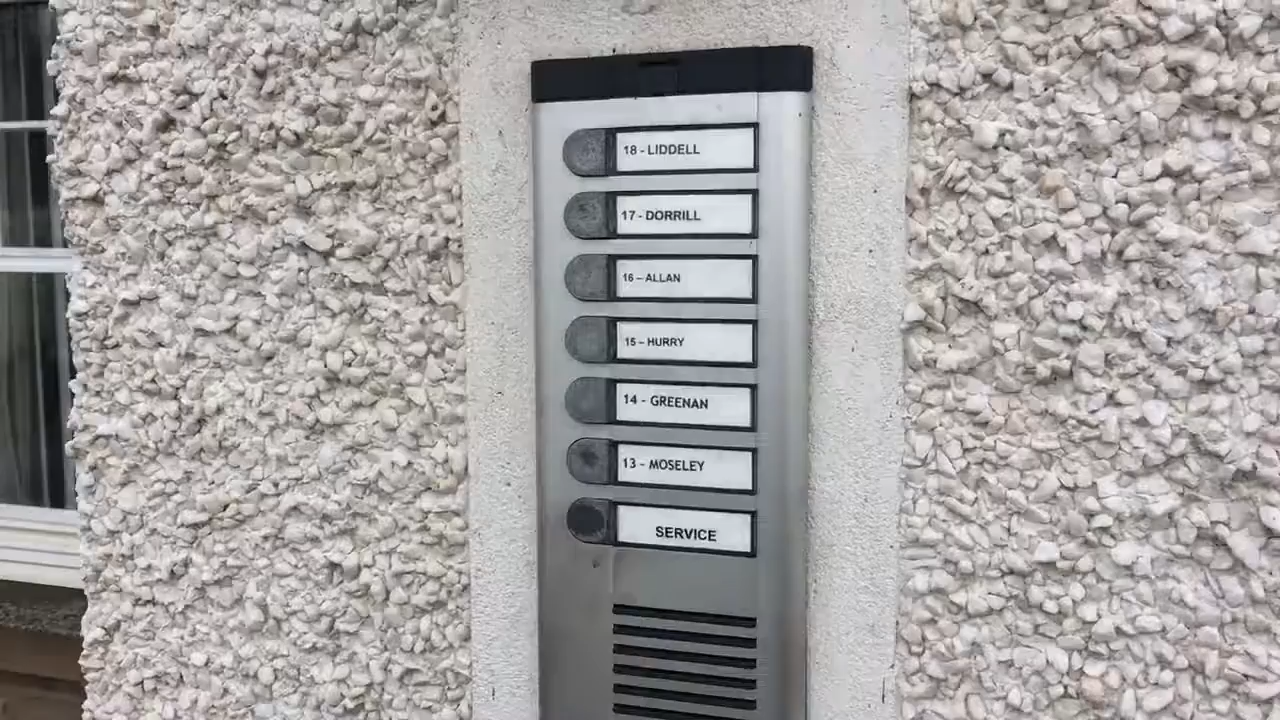 18 - LIDDELL
17 - DORRILL
16 – ALLAN
15 – HURRY
14 - GREENAN
13 - MOSELEY
SERVICE